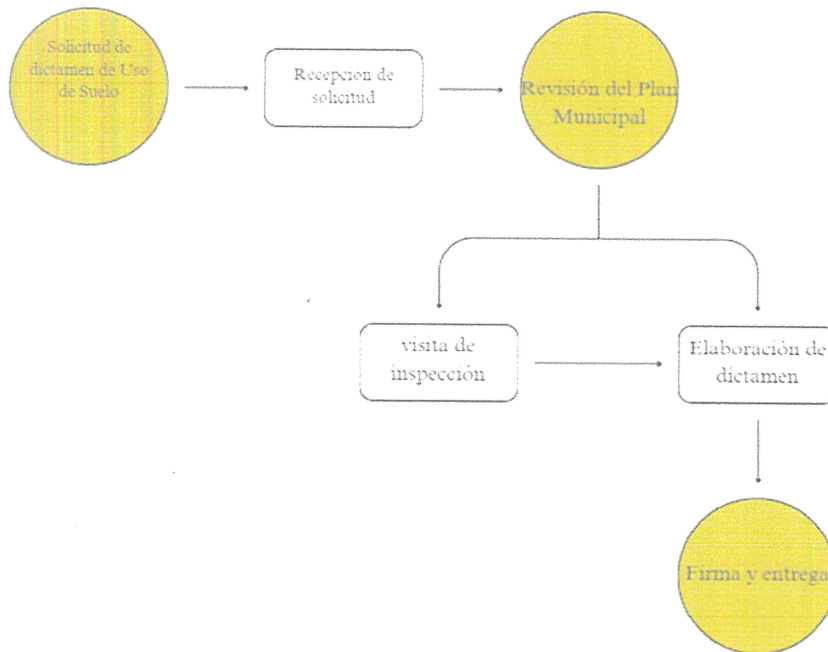 Solicitud de
dictamen de Uso
de Suelo
Recepción de
solicitud
Revisión del Plan
Municipal
visita de
inspección
Elaboración de
dictamen
Firma y entrega